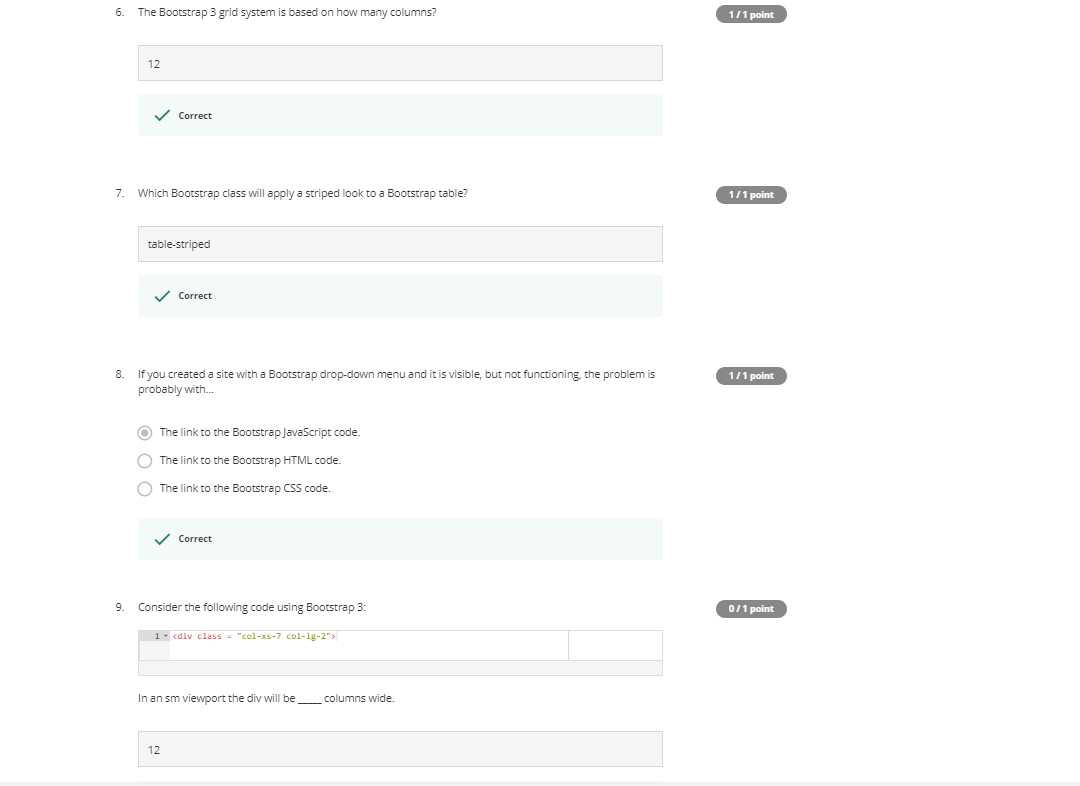 6. The Bootstrap 3 grid system is based on how many columns?
1 / 1 point
12
Correct
7. Which Bootstrap class will apply a striped look to a Bootstrap table?
1 / 1 point
table-striped
Correct
8. If you created a site with a Bootstrap drop-down menu and it is visible, but not functioning, the problem is
probably with...
1 / 1 point
The link to the Bootstrap JavaScript code.
The link to the Bootstrap HTML code.
The link to the Bootstrap CSS code.
Correct
9. Consider the following code using Bootstrap 3:
0 / 1 point
1 <div class = "col-xs-7 col-lg-2">
In an sm viewport the div will be _____ columns wide.
12